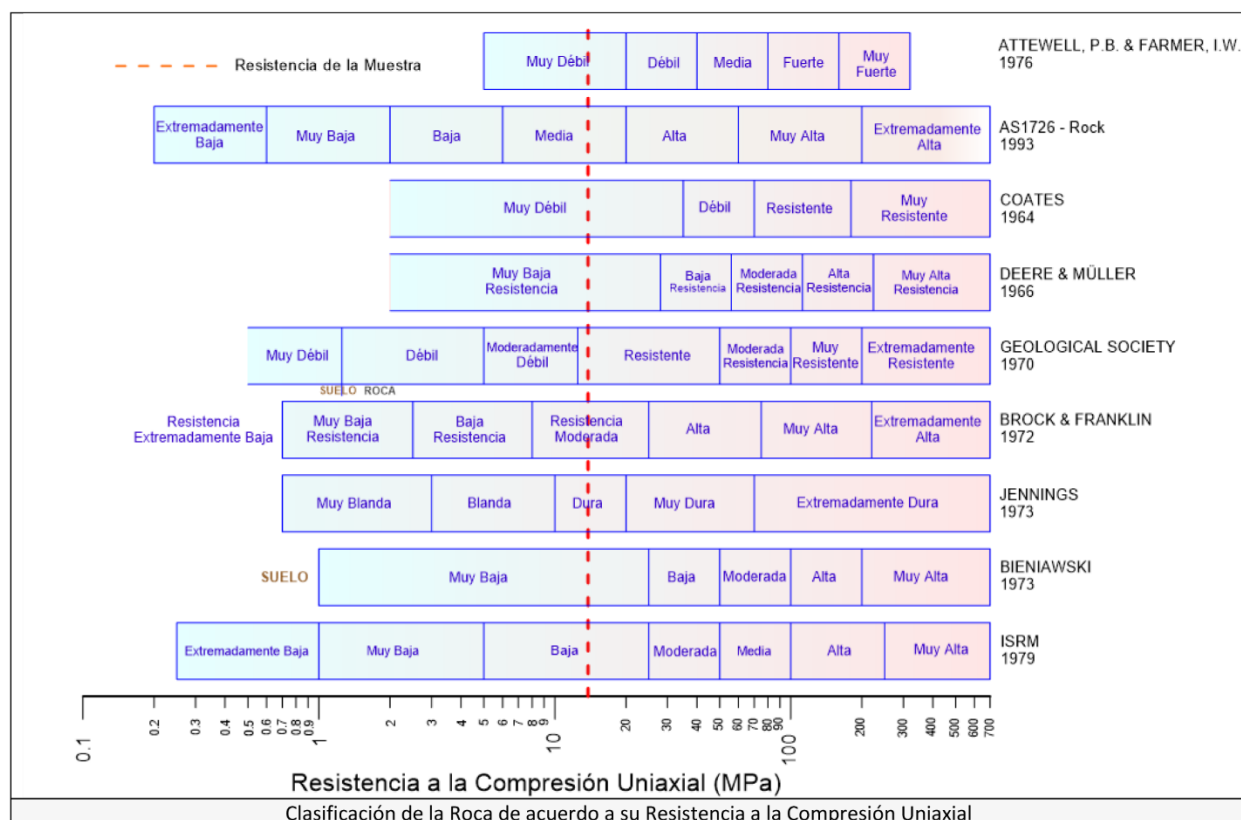 Resistencia de la Muestra
Muy Débil
Débil
Media
Fuerte
Muy
Fuerte
ATTEWELL, P.B. & FARMER, I.W.
1976
Extremadamente
Baja
Muy Baja
Baja
Media
Alta
Muy Alta
Extremadamente
Alta
AS1726 - Rock
1993
Muy Débil
Débil
Resistente
Muy
Resistente
COATES
1964
Muy Baja
Resistencia
Baja
Resistencia
Moderada
Resistencia
Alta
Resistencia
Muy Alta
Resistencia
DEERE & MÜLLER
1966
Muy Débil
Débil
Moderadamente
Débil
Resistente
Moderada
Resistencia
Muy
Resistente
Extremadamente
Resistente
GEOLOGICAL SOCIETY
1970
SUELO ROCA
Resistencia
Extremadamente Baja
Muy Baja
Resistencia
Baja
Resistencia
Resistencia
Moderada
Alta
Muy Alta
Extremadamente
Alta
BROCK & FRANKLIN
1972
Muy Blanda
Blanda
Dura
Muy Dura
Extremadamente Dura
JENNINGS
1973
SUELO
Muy Baja
Baja
Moderada
Alta
Muy Alta
BIENIAWSKI
1973
Extremadamente Baja
Muy Baja
Baja
Moderada
Media
Alta
Muy Alta
ISRM
1979
0.1 0.2 0.3 0.4 0.5 0.6 0.7 0.8 0.9 1 2 3 4 5 6 7 8 9 10 20 30 40 50 60 70 80 90 100 200 300 400 500 600 700
Resistencia a la Compresión Uniaxial (MPa)
Clasificación de la Roca de acuerdo a su Resistencia a la Compresión Uniaxial